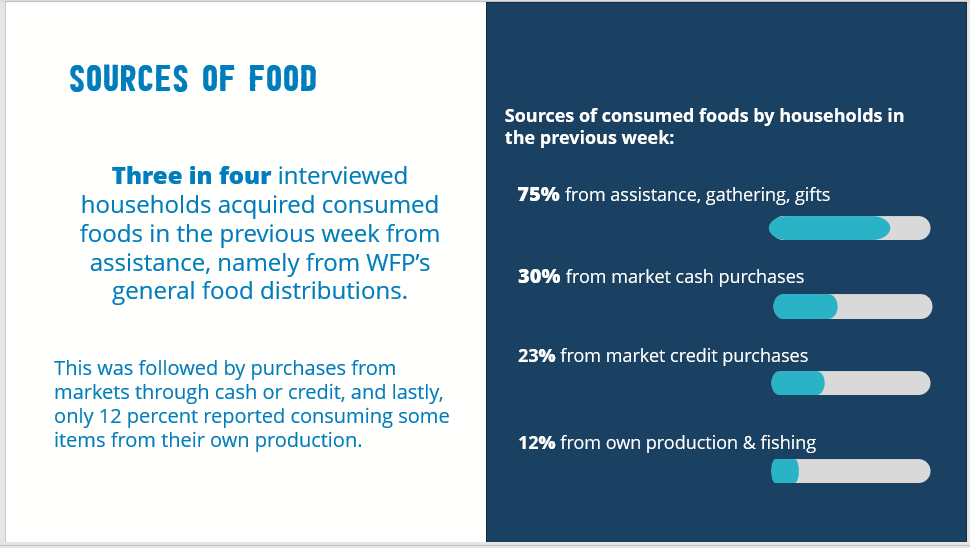 SOURCES OF FOOD
Three in four interviewed
households acquired consumed
foods in the previous week from
assistance, namely from WFP’s
general food distributions.
This was followed by purchases from
markets through cash or credit, and lastly,
only 12 percent reported consuming some
items from their own production.
Sources of consumed foods by households in
the previous week:
75% from assistance, gathering, gifts
30% from market cash purchases
23% from market credit purchases
12% from own production & fishing